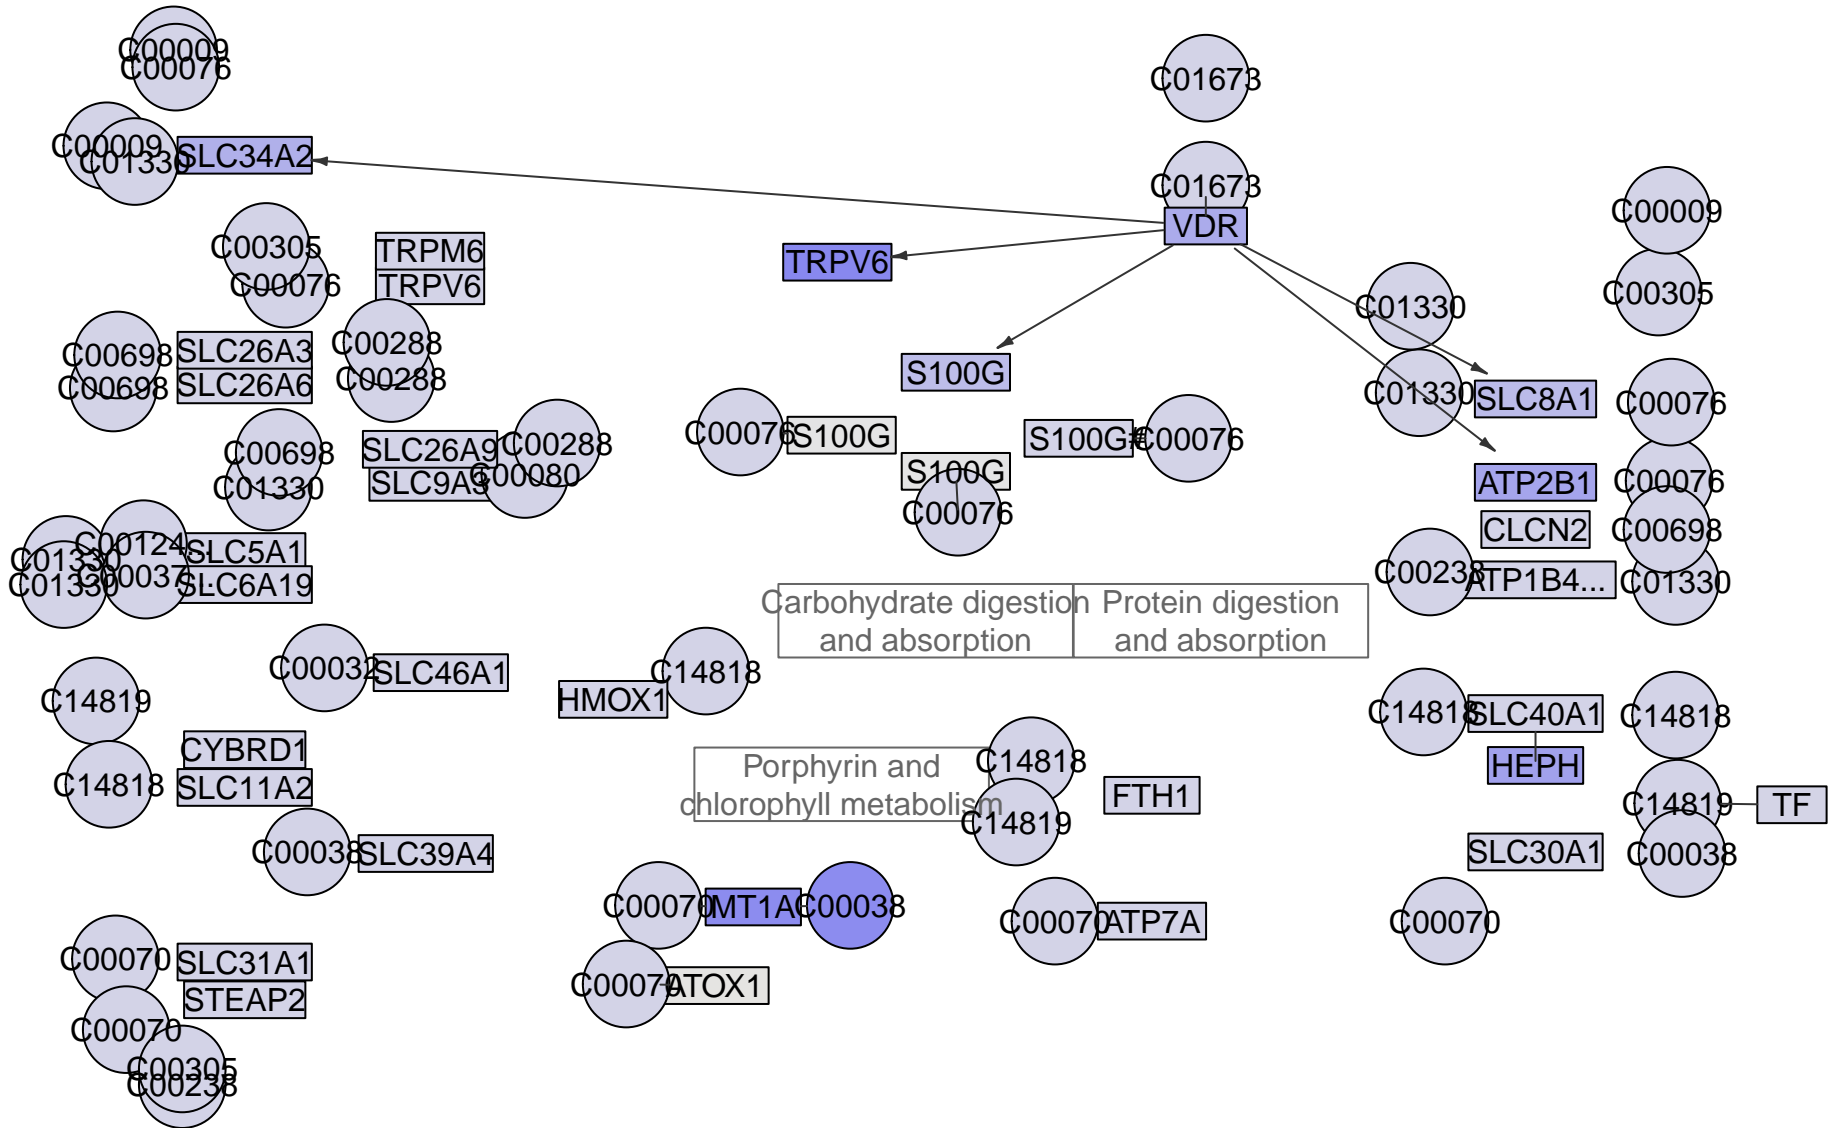 C00009
C00076
C01673
C00009
C01330
SLC34A2
C01673
VDR
C00009
C00305
C00076
TRPM6
TRPV6
TRPV6
C01330
C00305
C00698
C00698
SLC26A3
SLC26A6
C00288
C00288
S100G
C01330
SLC8A1
C00076
C00698
C01330
SLC26A9
SLC9A3
C00288
C00080
C00076
S100G
S100G
C00076
S100G#
C00076
ATP2B1
C00076
CLCN2
C00698
C01330
C01330
C00124...
C00037...
SLC5A1
SLC6A19
C00238
ATP1B4...
C01330
Carbohydrate digestion
and absorption
Protein digestion
and absorption
C00032
SLC46A1
HMOX1
C14818
C14819
C14818
CYBRD1
SLC11A2
C14818
SLC40A1
HEPH
C14818
Porphyrin and
chlorophyll metabolism
C14818
C14819
FTH1
C14819
TF
C00038
SLC39A4
SLC30A1
C00038
C00070
MT1A
C00038
C00070
ATP7A
C00070
C00070
SLC31A1
STEAP2
C00070
ATOX1
C00070
C00305
C00238